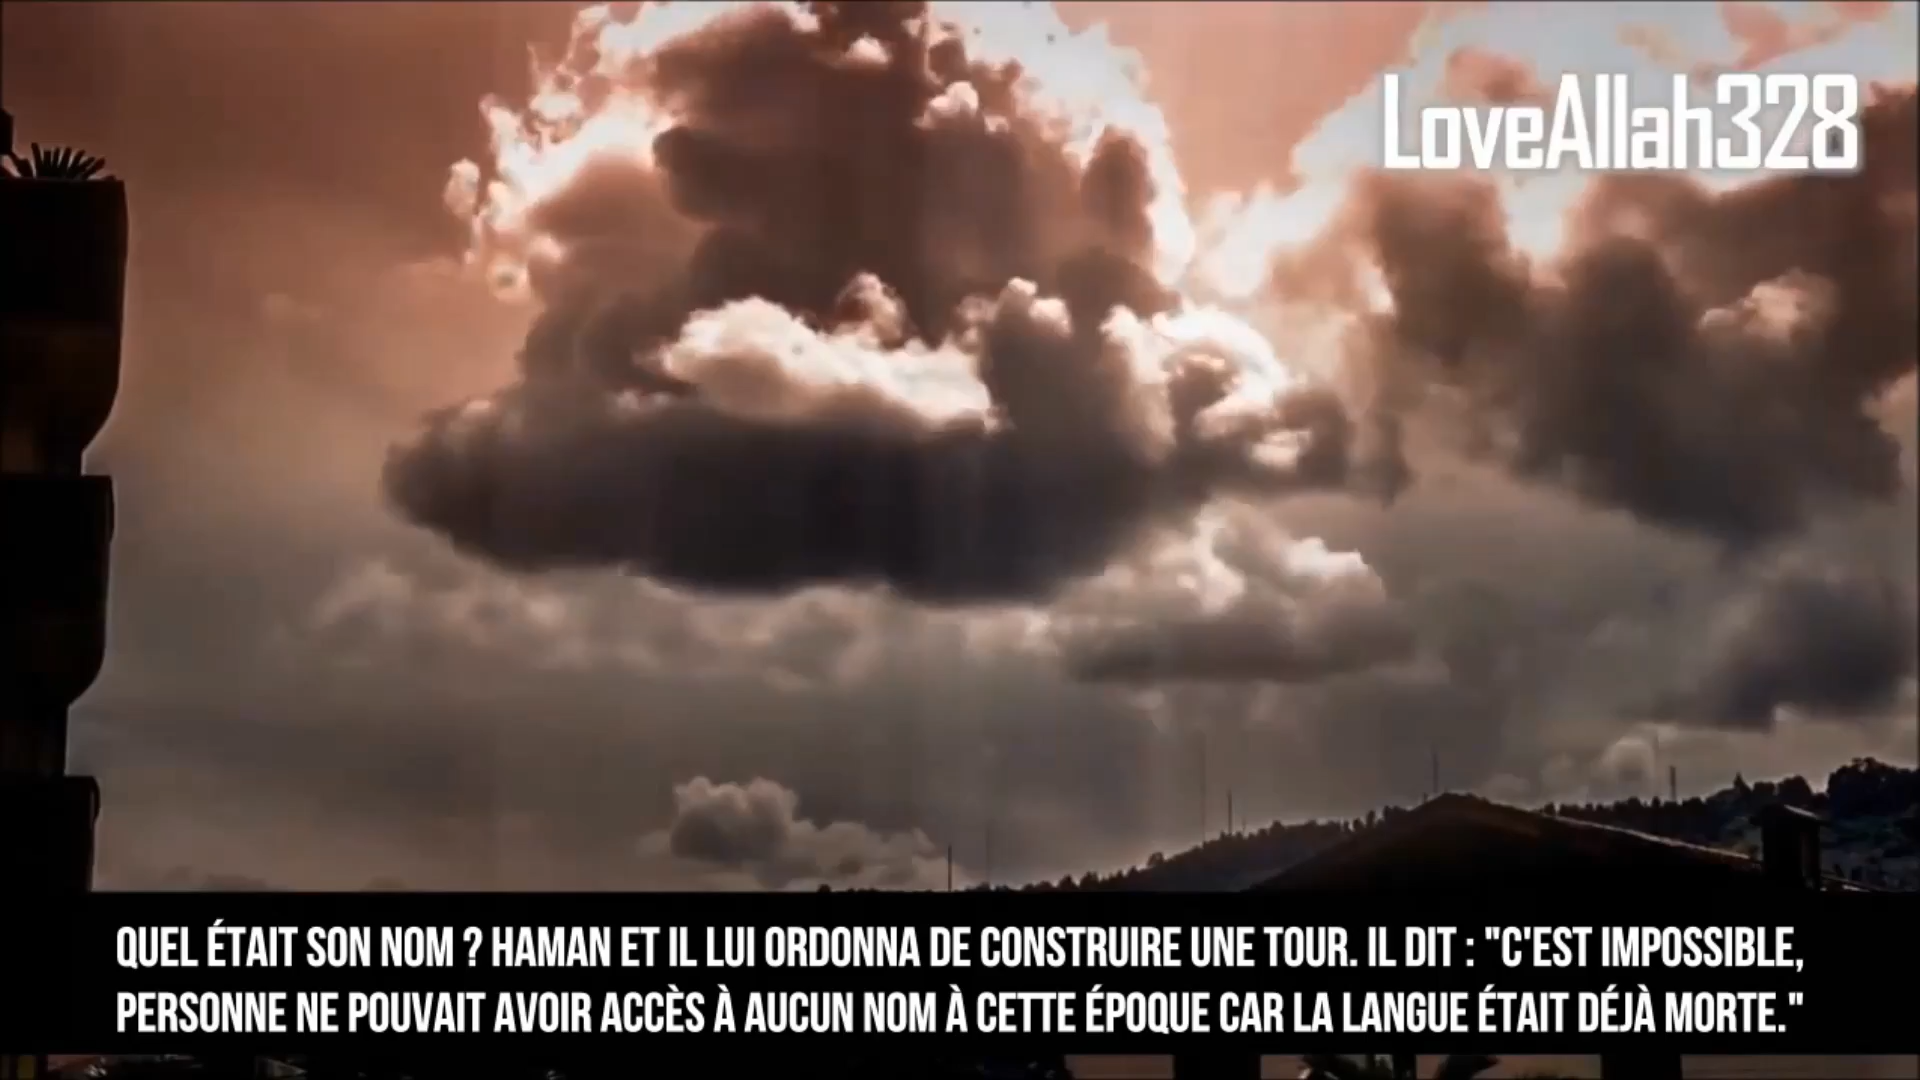 LoveAllah328
QUEL ÉTAIT SON NOM ? HAMAN ET IL LUI ORDONNA DE CONSTRUIRE UNE TOUR. IL DIT : "C'EST IMPOSSIBLE,
PERSONNE NE POUVAIT AVOIR ACCÈS À AUCUN NOM À CETTE ÉPOQUE CAR LA LANGUE ÉTAIT DÉJÀ MORTE."